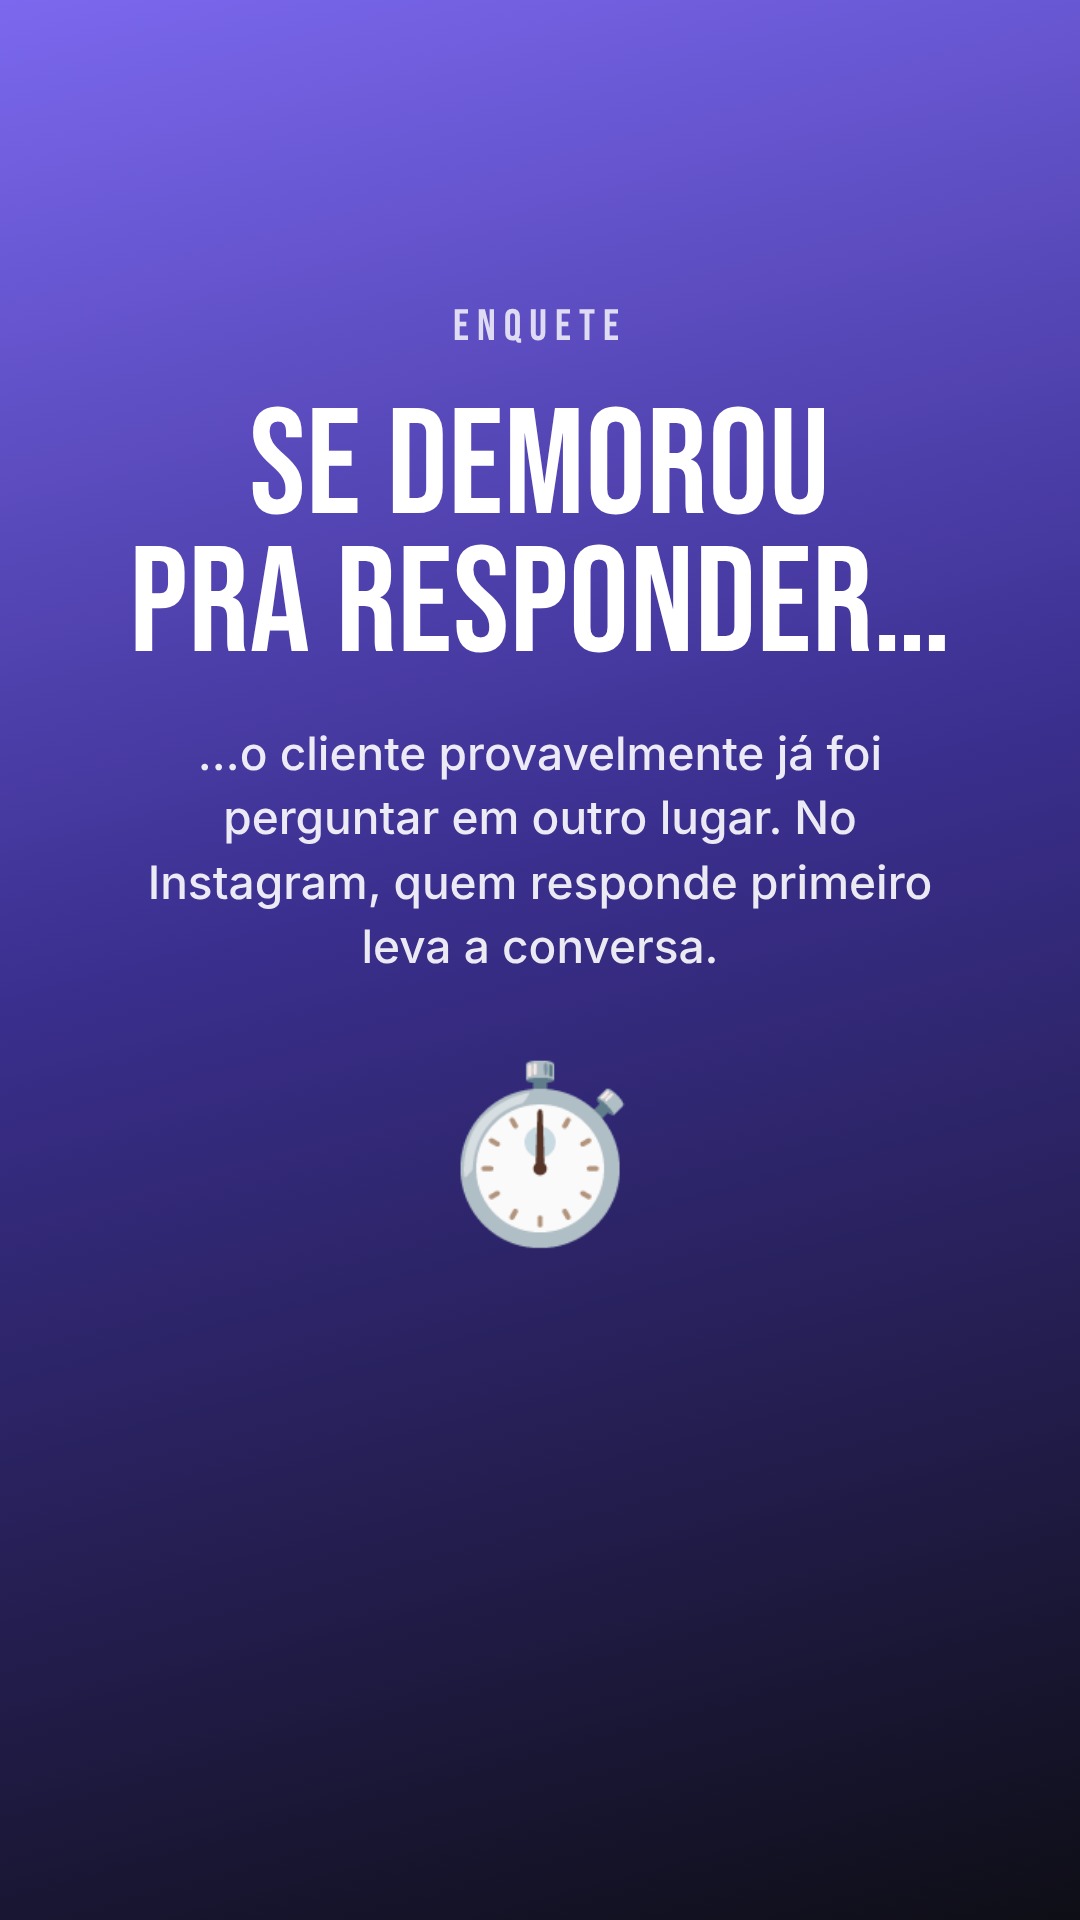 ENQUETE
SE DEMOROU
PRA RESPONDER...
...o cliente provavelmente já foi
perguntar em outro lugar. No
Instagram, quem responde primeiro
leva a conversa.